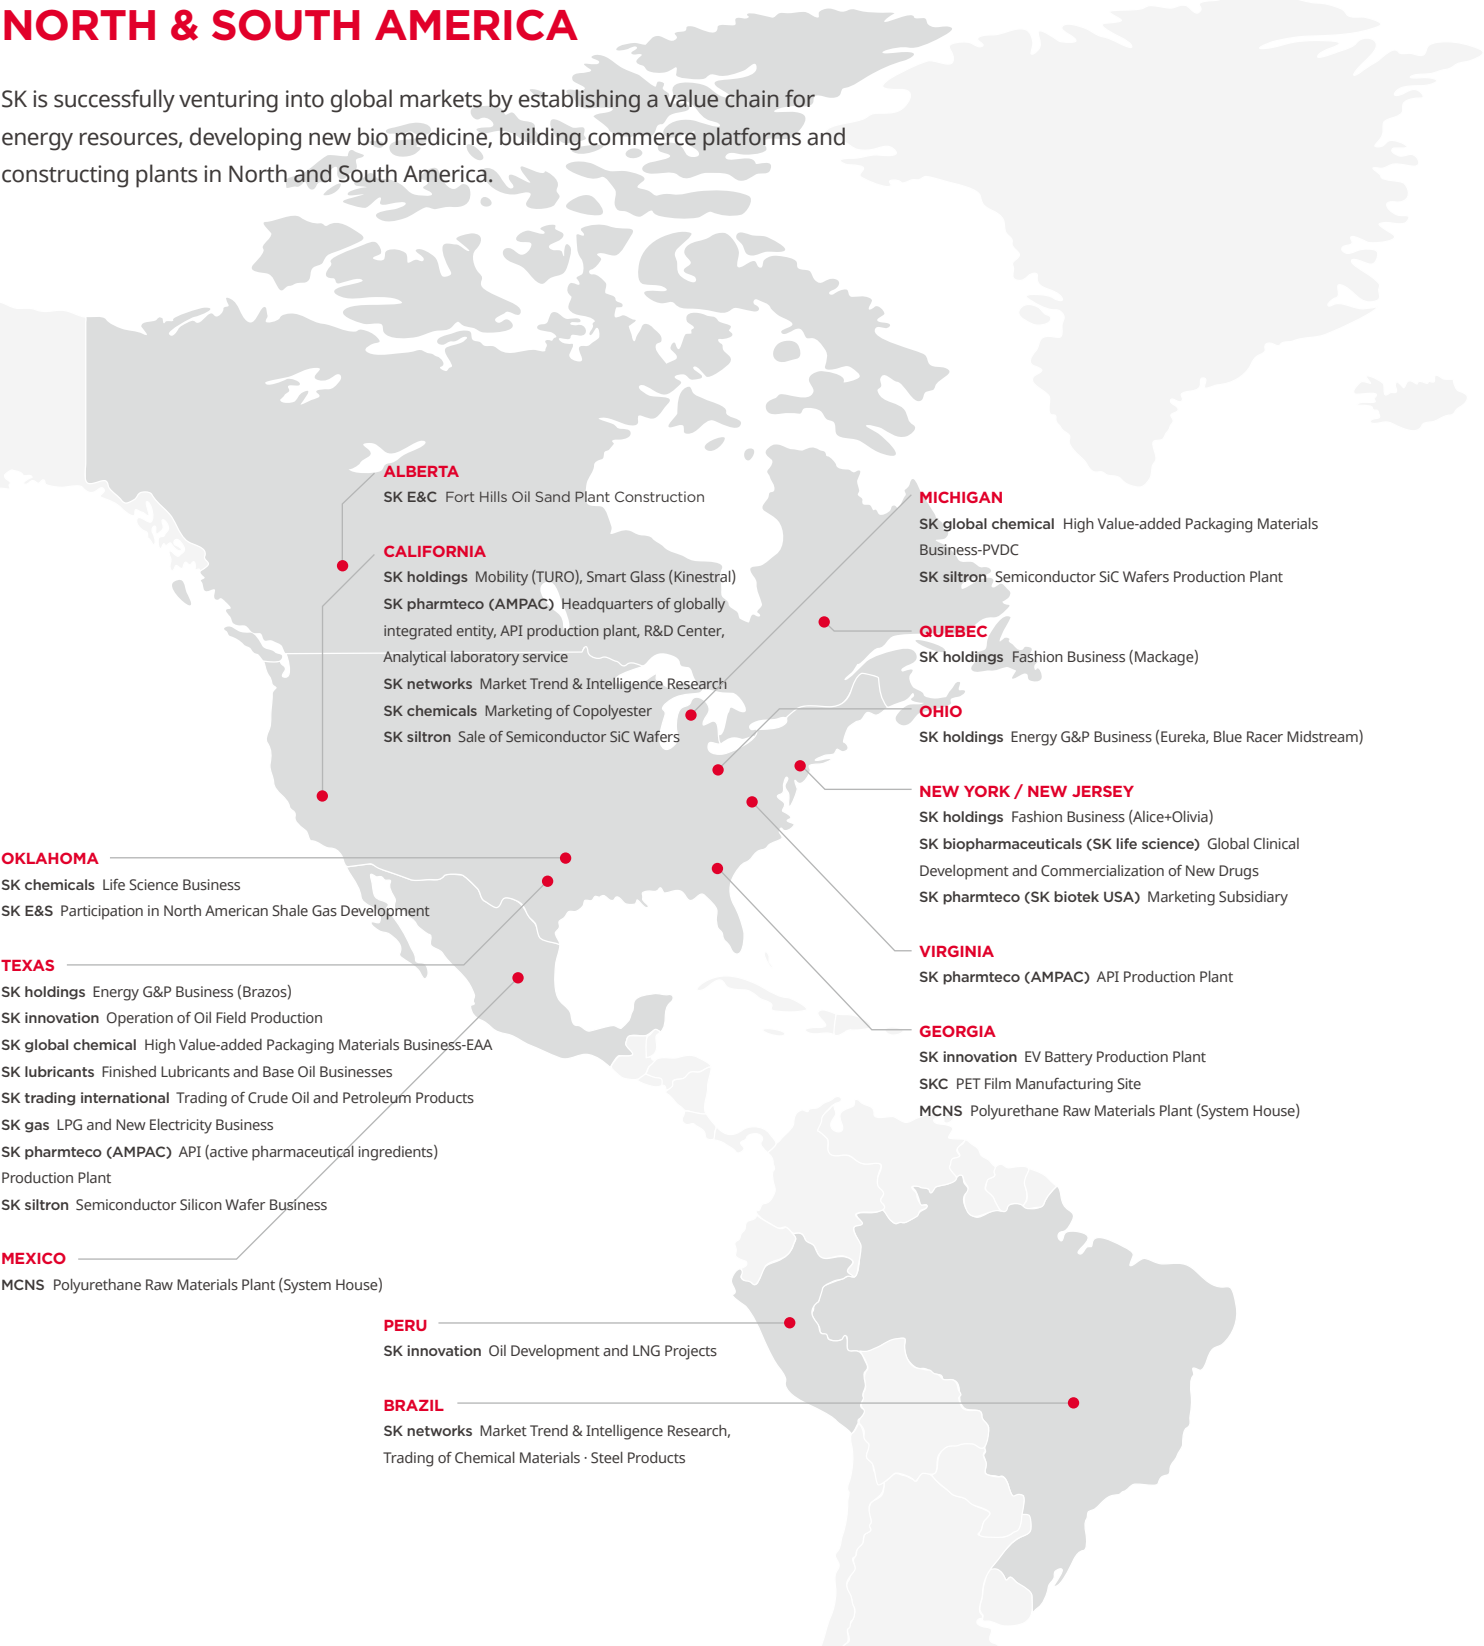 NORTH & SOUTH AMERICA
SK is successfully venturing into global markets by establishing a value chain for
energy resources, developing new bio medicine, building commerce platforms and
constructing plants in North and South America.
ALBERTA
SK E&C Fort Hills Oil Sand Plant Construction
CALIFORNIA
SK holdings Mobility (TURO), Smart Glass (Kinestral)
SK pharmteco (AMPAC) Headquarters of globally
integrated entity, API production plant, R&D Center,
Analytical laboratory service
SK networks Market Trend & Intelligence Research
SK chemicals Marketing of Copolyester
SK siltron Sale of Semiconductor SiC Wafers
MICHIGAN
SK global chemical High Value-added Packaging Materials
Business-PVDC
SK siltron Semiconductor SiC Wafers Production Plant
QUEBEC
SK holdings Fashion Business (Mackage)
OHIO
SK holdings Energy G&P Business (Eureka, Blue Racer Midstream)
NEW YORK / NEW JERSEY
SK holdings Fashion Business (Alice+Olivia)
SK biopharmaceuticals (SK life science) Global Clinical
Development and Commercialization of New Drugs
SK pharmteco (SK biotek USA) Marketing Subsidiary
VIRGINIA
SK pharmteco (AMPAC) API Production Plant
GEORGIA
SK innovation EV Battery Production Plant
SKC PET Film Manufacturing Site
MCNS Polyurethane Raw Materials Plant (System House)
OKLAHOMA
SK chemicals Life Science Business
SK E&S Participation in North American Shale Gas Development
TEXAS
SK holdings Energy G&P Business (Brazos)
SK innovation Operation of Oil Field Production
SK global chemical High Value-added Packaging Materials Business-EAA
SK lubricants Finished Lubricants and Base Oil Businesses
SK trading international Trading of Crude Oil and Petroleum Products
SK gas LPG and New Electricity Business
SK pharmteco (AMPAC) API (active pharmaceutical ingredients)
Production Plant
SK siltron Semiconductor Silicon Wafer Business
MEXICO
MCNS Polyurethane Raw Materials Plant (System House)
PERU
SK innovation Oil Development and LNG Projects
BRAZIL
SK networks Market Trend & Intelligence Research,
Trading of Chemical Materials · Steel Products